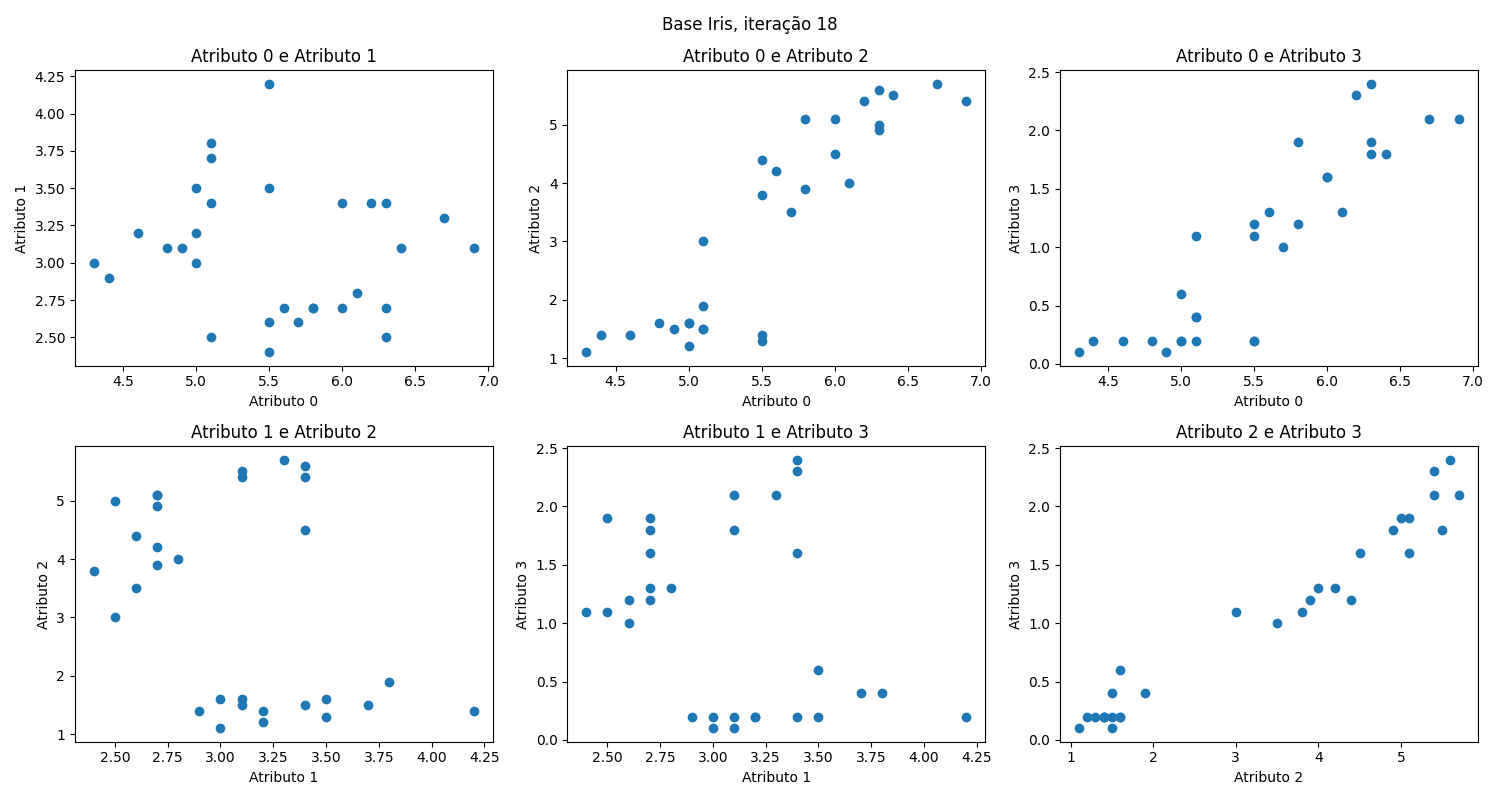 Base Iris, iteração 18
Atributo 0 e Atributo 1
4.25
4.00
3.75
3.50
3.25
3.00
2.75
2.50
Atributo 1
4.5 5.0 5.5 6.0 6.5 7.0
Atributo 0
Atributo 0 e Atributo 2
5
4
3
2
1
Atributo 2
4.5 5.0 5.5 6.0 6.5 7.0
Atributo 0
Atributo 0 e Atributo 3
2.5
2.0
1.5
1.0
0.5
0.0
Atributo 3
4.5 5.0 5.5 6.0 6.5 7.0
Atributo 0
Atributo 1 e Atributo 2
5
4
3
2
1
Atributo 2
2.50 2.75 3.00 3.25 3.50 3.75 4.00 4.25
Atributo 1
Atributo 1 e Atributo 3
2.5
2.0
1.5
1.0
0.5
0.0
Atributo 3
2.50 2.75 3.00 3.25 3.50 3.75 4.00 4.25
Atributo 1
Atributo 2 e Atributo 3
2.5
2.0
1.5
1.0
0.5
0.0
Atributo 3
1 2 3 4 5
Atributo 2